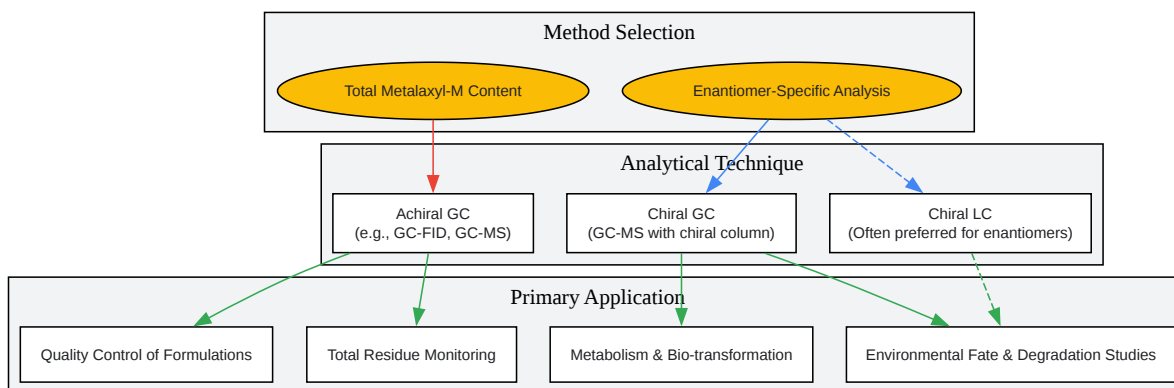 Method Selection
Total Metalaxyl-M Content
Enantiomer-Specific Analysis
Analytical Technique
Achiral GC
(e.g., GC-FID, GC-MS)
Chiral GC
(GC-MS with chiral column)
Chiral LC
(Often preferred for enantiomers)
Primary Application
Quality Control of Formulations
Total Residue Monitoring
Metabolism & Bio-transformation
Environmental Fate & Degradation Studies